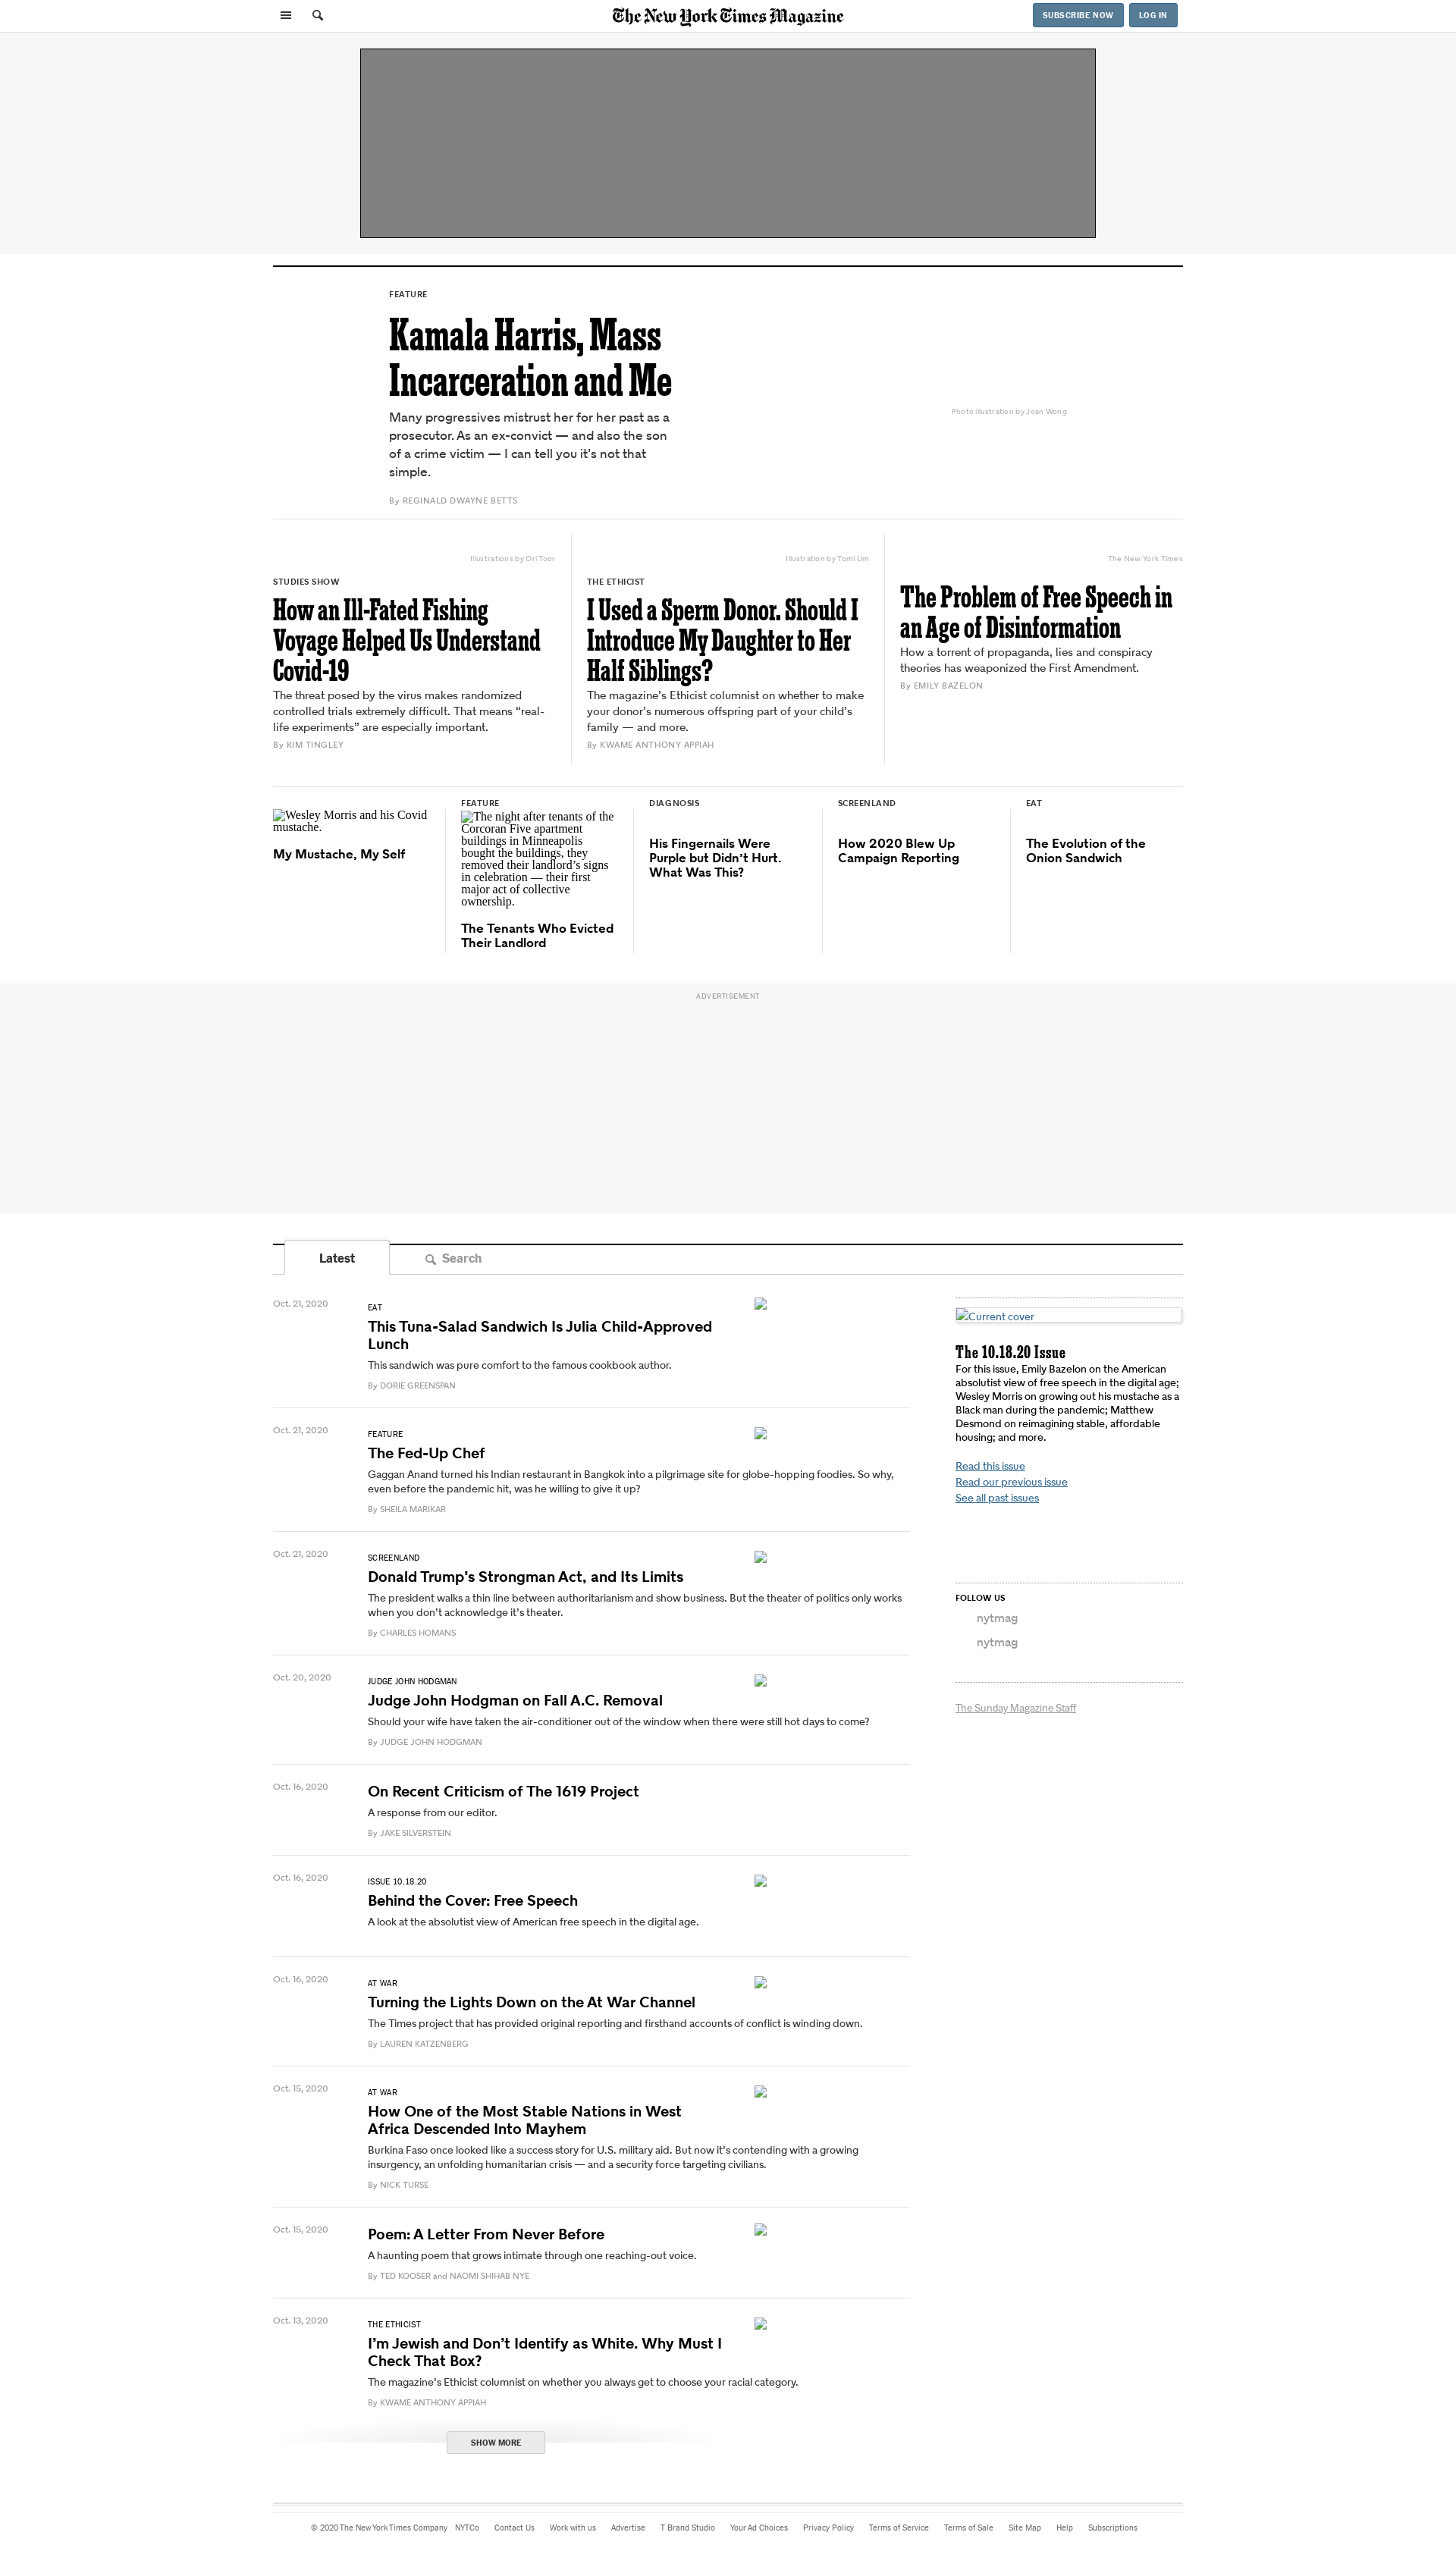 The New York Times Magazine
SUBSCRIBE NOW
LOG IN
FEATURE
Kamala Harris, Mass
Incarceration and Me
Many progressives mistrust her for her past as a
prosecutor. As an ex-convict — and also the son
of a crime victim — I can tell you it’s not that
simple.
By REGINALD DWAYNE BETTS
Photo illustration by Joan Wong
Illustrations by Ori Toor
STUDIES SHOW
How an Ill-Fated Fishing
Voyage Helped Us Understand
Covid-19
The threat posed by the virus makes randomized
controlled trials extremely difficult. That means “real-
life experiments” are especially important.
By KIM TINGLEY
Illustration by Tomi Um
THE ETHICIST
I Used a Sperm Donor. Should I
Introduce My Daughter to Her
Half Siblings?
The magazine’s Ethicist columnist on whether to make
your donor’s numerous offspring part of your child’s
family — and more.
By KWAME ANTHONY APPIAH
The New York Times
The Problem of Free Speech in
an Age of Disinformation
How a torrent of propaganda, lies and conspiracy
theories has weaponized the First Amendment.
By EMILY BAZELON
Wesley Morris and his Covid
mustache.
My Mustache, My Self
FEATURE
The night after tenants of the
Corcoran Five apartment
buildings in Minneapolis
bought the buildings, they
removed their landlord’s signs
in celebration — their first
major act of collective
ownership.
The Tenants Who Evicted
Their Landlord
DIAGNOSIS
His Fingernails Were
Purple but Didn’t Hurt.
What Was This?
SCREENLAND
How 2020 Blew Up
Campaign Reporting
EAT
The Evolution of the
Onion Sandwich
ADVERTISEMENT
Latest
Search
Oct. 21, 2020
EAT
This Tuna-Salad Sandwich Is Julia Child-Approved
Lunch
This sandwich was pure comfort to the famous cookbook author.
By DORIE GREENSPAN
Oct. 21, 2020
FEATURE
The Fed-Up Chef
Gaggan Anand turned his Indian restaurant in Bangkok into a pilgrimage site for globe-hopping foodies. So why,
even before the pandemic hit, was he willing to give it up?
By SHEILA MARIKAR
Oct. 21, 2020
SCREENLAND
Donald Trump’s Strongman Act, and Its Limits
The president walks a thin line between authoritarianism and show business. But the theater of politics only works
when you don’t acknowledge it’s theater.
By CHARLES HOMANS
Oct. 20, 2020
JUDGE JOHN HODGMAN
Judge John Hodgman on Fall A.C. Removal
Should your wife have taken the air-conditioner out of the window when there were still hot days to come?
By JUDGE JOHN HODGMAN
Oct. 16, 2020
On Recent Criticism of The 1619 Project
A response from our editor.
By JAKE SILVERSTEIN
Oct. 16, 2020
ISSUE 10.18.20
Behind the Cover: Free Speech
A look at the absolutist view of American free speech in the digital age.
Oct. 16, 2020
AT WAR
Turning the Lights Down on the At War Channel
The Times project that has provided original reporting and firsthand accounts of conflict is winding down.
By LAUREN KATZENBERG
Oct. 15, 2020
AT WAR
How One of the Most Stable Nations in West
Africa Descended Into Mayhem
Burkina Faso once looked like a success story for U.S. military aid. But now it’s contending with a growing
insurgency, an unfolding humanitarian crisis — and a security force targeting civilians.
By NICK TURSE
Oct. 15, 2020
Poem: A Letter From Never Before
A haunting poem that grows intimate through one reaching-out voice.
By TED KOOSER and NAOMI SHIHAB NYE
Oct. 13, 2020
THE ETHICIST
I’m Jewish and Don’t Identify as White. Why Must I
Check That Box?
The magazine’s Ethicist columnist on whether you always get to choose your racial category.
By KWAME ANTHONY APPIAH
SHOW MORE
Current cover
The 10.18.20 Issue
For this issue, Emily Bazelon on the American
absolutist view of free speech in the digital age;
Wesley Morris on growing out his mustache as a
Black man during the pandemic; Matthew
Desmond on reimagining stable, affordable
housing; and more.
Read this issue
Read our previous issue
See all past issues
FOLLOW US
nytmag
nytmag
The Sunday Magazine Staff
© 2020 The New York Times Company NYTCo Contact Us Work with us Advertise T Brand Studio Your Ad Choices Privacy Policy Terms of Service Terms of Sale Site Map Help Subscriptions